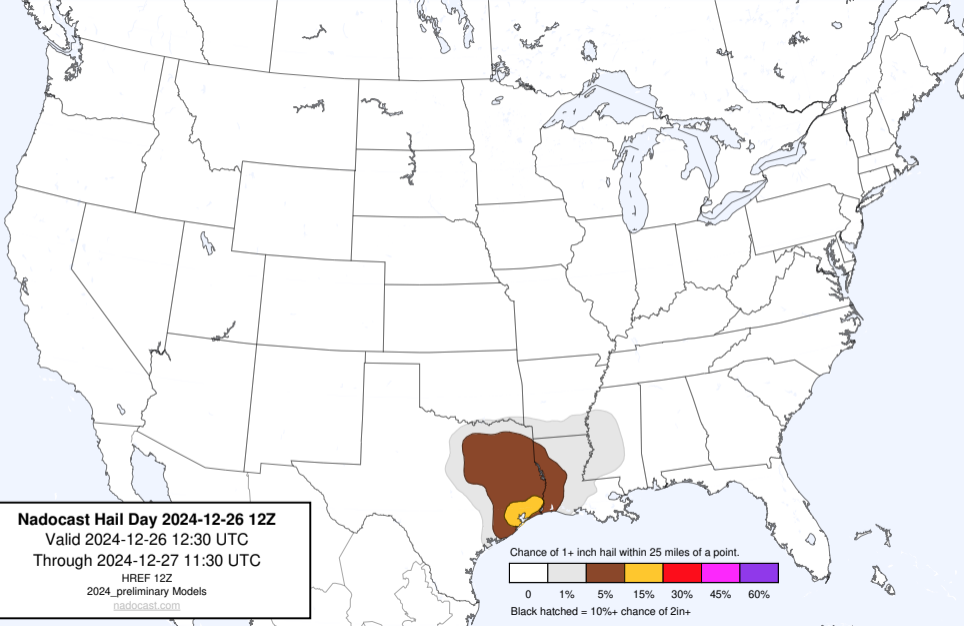 Nadocast Hail Day 2024-12-26 12Z
Valid 2024-12-26 12:30 UTC
Through 2024-12-27 11:30 UTC
HREF 12Z
2024_preliminary Models
nadocast.com
Chance of 1+ inch hail within 25 miles of a point.
0 1% 5% 15% 30% 45% 60%
Black hatched = 10%+ chance of 2in+